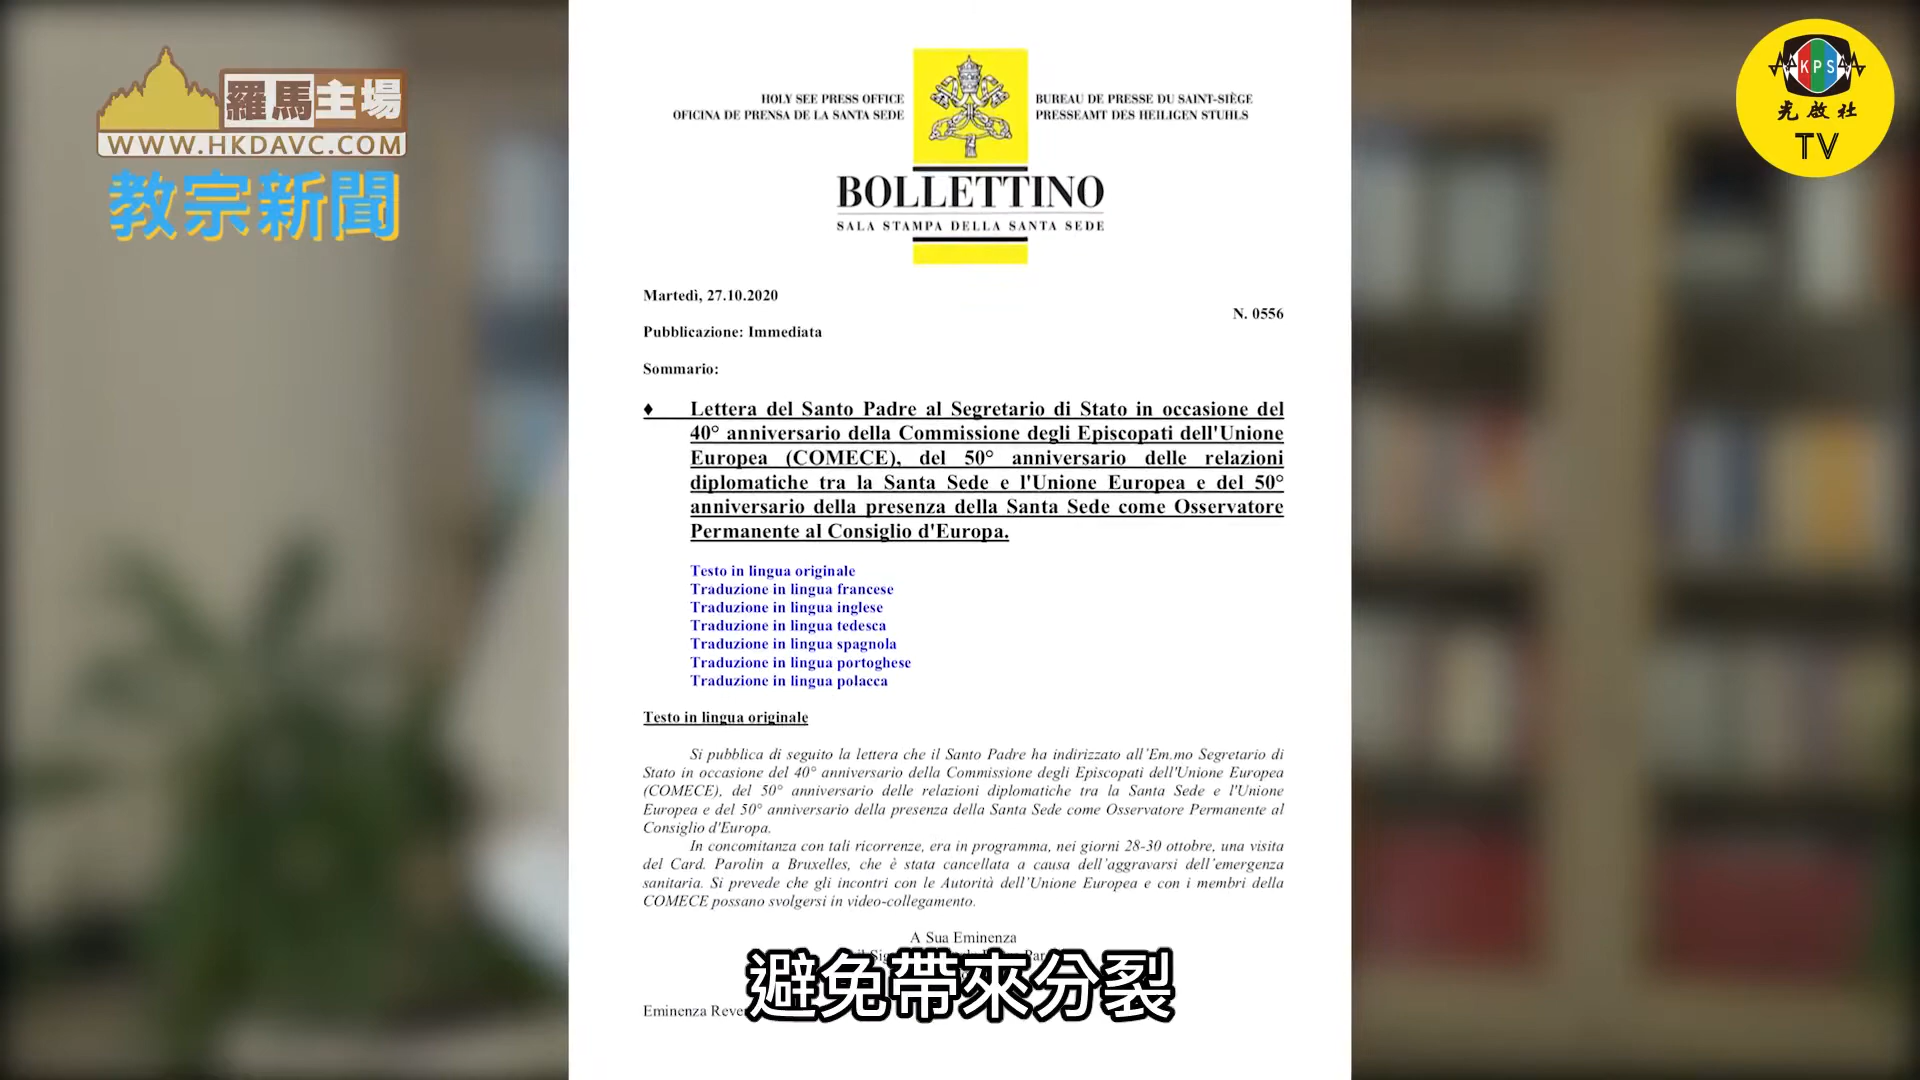 羅馬主場
WWW.HKDAVC.COM
教宗新聞
KPS
光啟社
TV
HOLY SEE PRESS OFFICE
OFICINA DE PRENSA DE LA SANTA SEDE
BUREAU DE PRESSE DU SAINT-SIÈGE
PRESSEAMT DES HEILIGEN STUHLS
BOLLETTINO
SALA STAMPA DELLA SANTA SEDE
Martedì, 27.10.2020
N. 0556
Pubblicazione: Immediata
Sommario:
♦ Lettera del Santo Padre al Segretario di Stato in occasione del
40° anniversario della Commissione degli Episcopati dell'Unione
Europea (COMECE), del 50° anniversario delle relazioni
diplomatiche tra la Santa Sede e l'Unione Europea e del 50°
anniversario della presenza della Santa Sede come Osservatore
Permanente al Consiglio d'Europa.
Testo in lingua originale
Traduzione in lingua francese
Traduzione in lingua inglese
Traduzione in lingua tedesca
Traduzione in lingua spagnola
Traduzione in lingua portoghese
Traduzione in lingua polacca
Testo in lingua originale
Si pubblica di seguito la lettera che il Santo Padre ha indirizzato all'Em.mo Segretario di
Stato in occasione del 40° anniversario della Commissione degli Episcopati dell'Unione Europea
(COMECE), del 50° anniversario delle relazioni diplomatiche tra la Santa Sede e l'Unione
Europea e del 50° anniversario della presenza della Santa Sede come Osservatore Permanente al
Consiglio d'Europa.
In concomitanza con tali ricorrenze, era in programma, nei giorni 28-30 ottobre, una visita
del Card. Parolin a Bruxelles, che è stata cancellata a causa dell'aggravarsi dell'emergenza
sanitaria. Si prevede che gli incontri con le Autorità dell'Unione Europea e con i membri della
COMECE possano svolgersi in video-collegamento.
A Sua Eminenza
Eminenza
避免帶來分裂